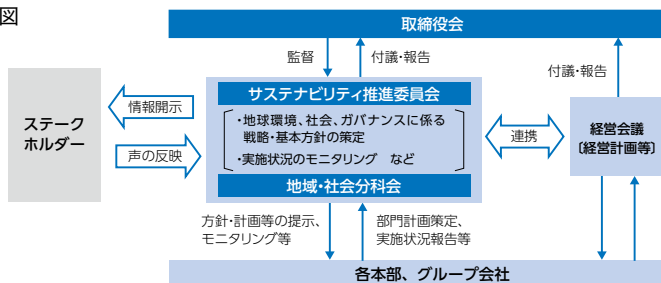 図
取締役会
監督
付議・報告
付議・報告
サステナビリティ推進委員会
・地球環境、社会、ガバナンスに係る
戦略・基本方針の策定
・実施状況のモニタリング など
地域・社会分科会
ステーク
ホルダー
情報開示
声の反映
連携
経営会議
〔経営計画等〕
方針・計画等の提示、
モニタリング等
部門計画策定、
実施状況報告等
各本部、グループ会社